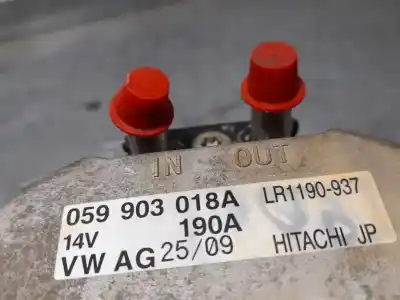 IN OUT
059 903 018A LR1190-937
14V 190A
VW AG 25/09 HITACHI JP